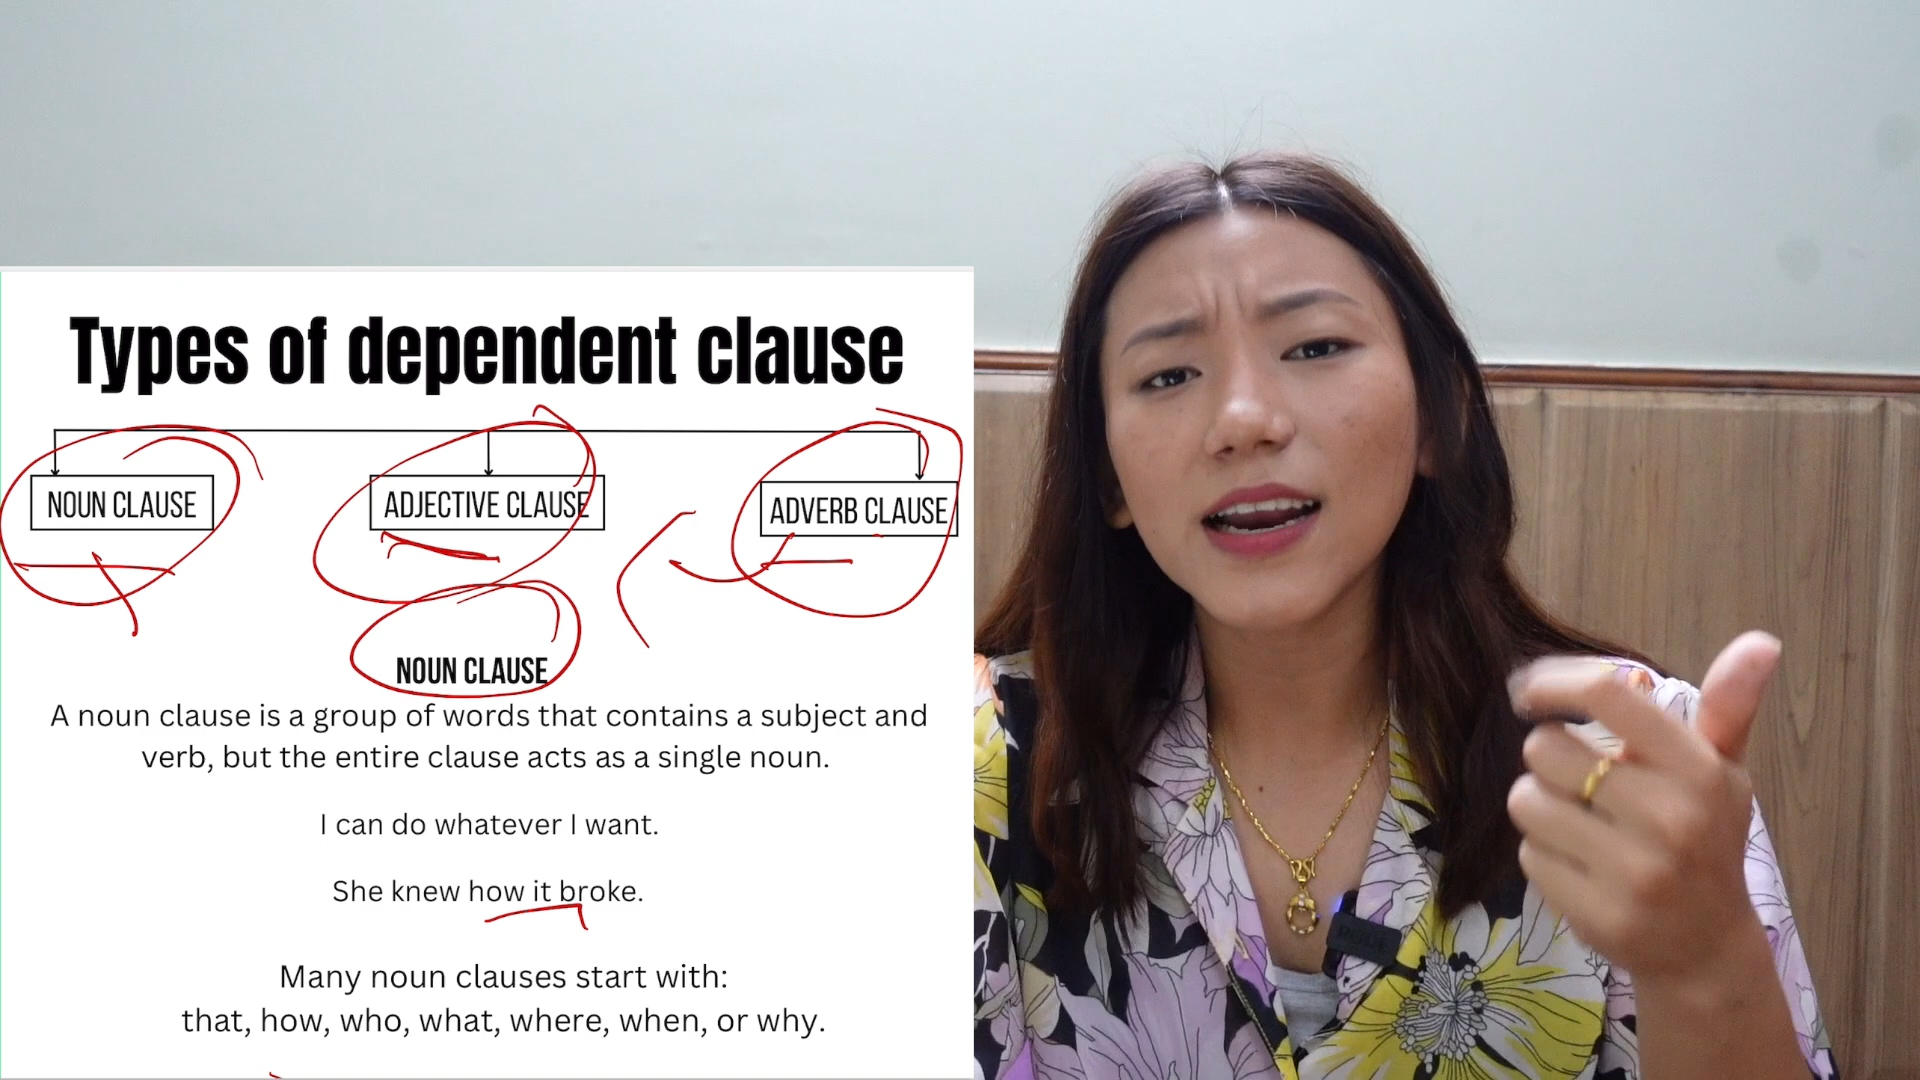 Types of dependent clause
NOUN CLAUSE
ADJECTIVE CLAUSE
ADVERB CLAUSE
NOUN CLAUSE
A noun clause is a group of words that contains a subject and
verb, but the entire clause acts as a single noun.
I can do whatever I want.
She knew how it broke.
Many noun clauses start with:
that, how, who, what, where, when, or why.
RODE